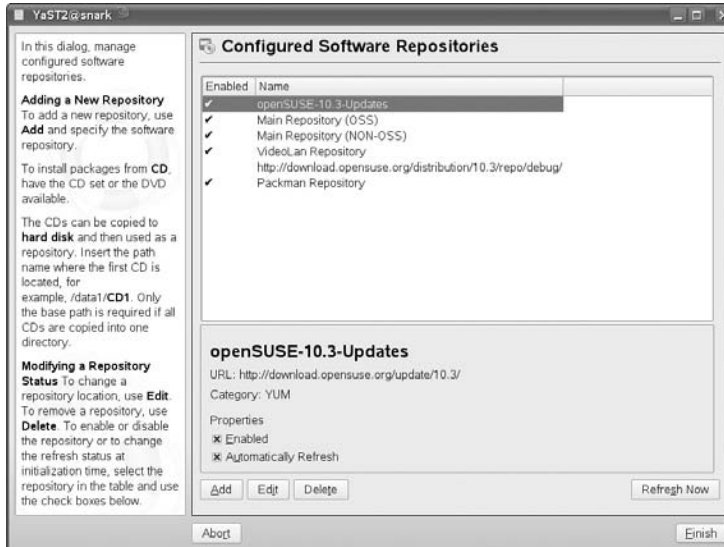 YaST2@snark
In this dialog, manage
configured software
repositories.
Adding a New Repository
To add a new repository, use
Add and specify the software
repository.
To install packages from CD,
have the CD set or the DVD
available.
The CDs can be copied to
hard disk and then used as a
repository. Insert the path
name where the first CD is
located, for
example, /data1/CD1. Only
the base path is required if all
CDs are copied into one
directory.
Modifying a Repository
Status To change a
repository location, use Edit.
To remove a repository, use
Delete. To enable or disable
the repository or to change
the refresh status at
initialization time, select the
repository in the table and use
the check boxes below.
Configured Software Repositories
Enabled Name
openSUSE-10.3-Updates
Main Repository (OSS)
Main Repository (NON-OSS)
VideoLan Repository
http://download.opensuse.org/distribution/10.3/repo/debug/
Packman Repository
openSUSE-10.3-Updates
URL: http://download.opensuse.org/update/10.3/
Category: YUM
Properties
Enabled
Automatically Refresh
Add Edit Delete Refresh Now
Abort Finish